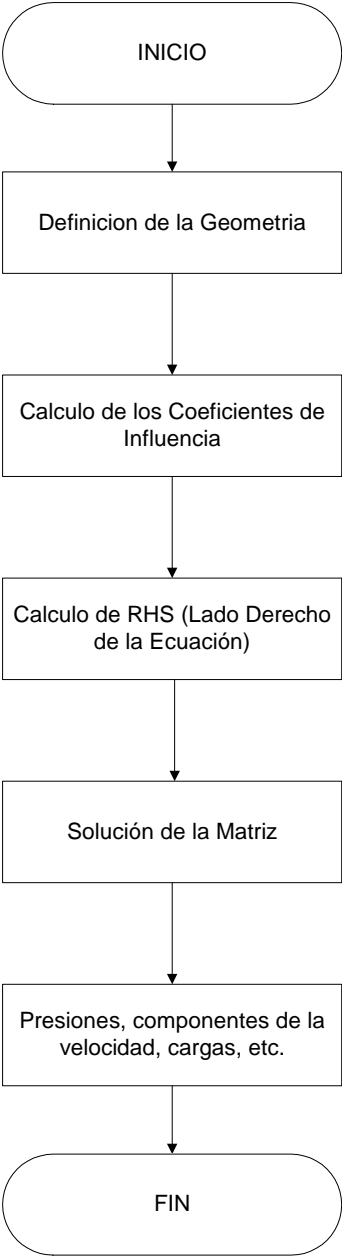 INICIO
Definicion de la Geometria
Calculo de los Coeficientes de
Influencia
Calculo de RHS (Lado Derecho
de la Ecuación)
Solución de la Matriz
Presiones, componentes de la
velocidad, cargas, etc.
FIN